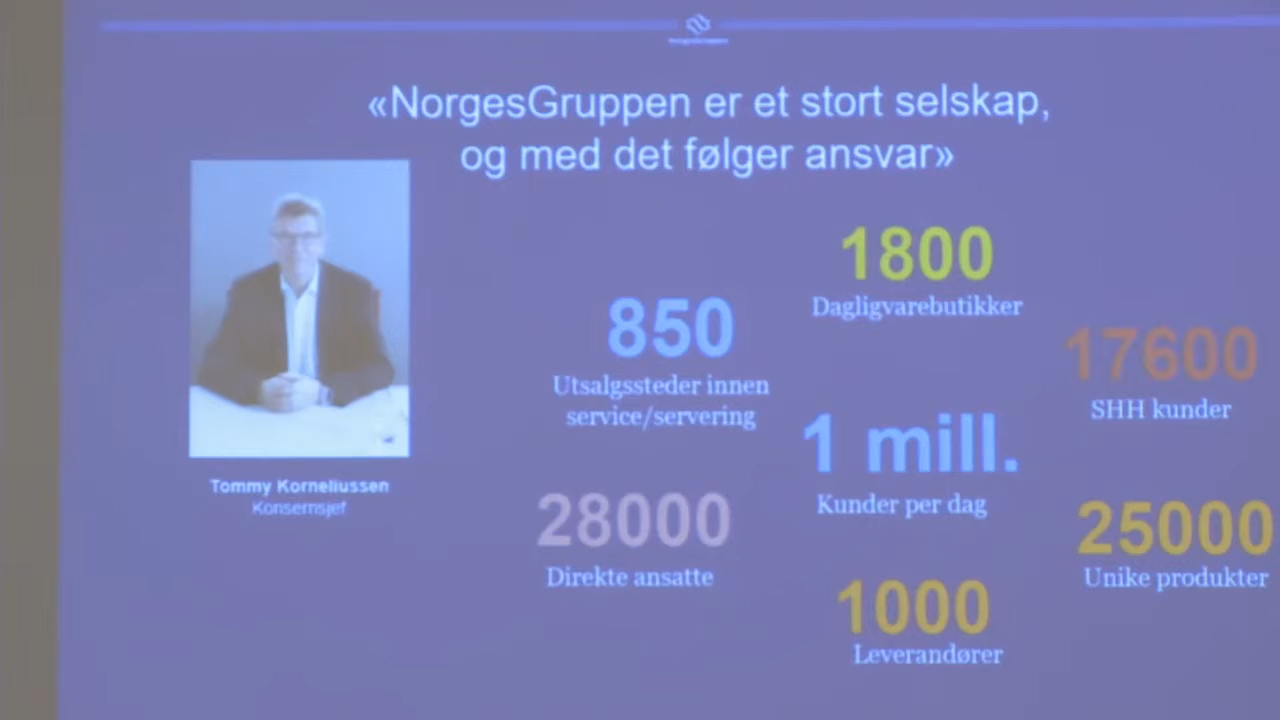 «NorgesGruppen er et stort selskap,
og med det følger ansvar»
1800
Dagligvarebutikker
850
Utsalgssteder innen
service/servering
17600
SHH kunder
1 mill.
Kunder per dag
Tommy Korneliussen
Konsernsjef
28000
Direkte ansatte
25000
Unike produkter
1000
Leverandører